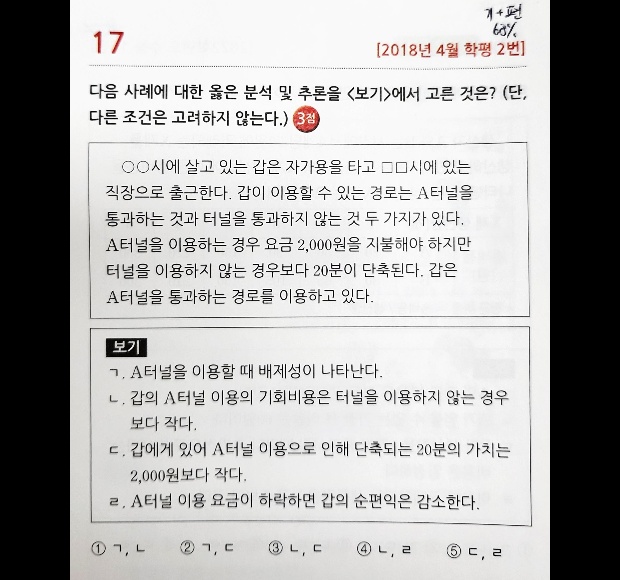 개+편
68%
17
[2018년 4월 학평 2번]
다음 사례에 대한 옳은 분석 및 추론을 <보기>에서 고른 것은? (단,
다른 조건은 고려하지 않는다.) 3점
○○시에 살고 있는 갑은 자가용을 타고 □□시에 있는
직장으로 출근한다. 갑이 이용할 수 있는 경로는 A터널을
통과하는 것과 터널을 통과하지 않는 것 두 가지가 있다.
A터널을 이용하는 경우 요금 2,000원을 지불해야 하지만
터널을 이용하지 않는 경우보다 20분이 단축된다. 갑은
A터널을 통과하는 경로를 이용하고 있다.
보기
ㄱ. A터널을 이용할 때 배제성이 나타난다.
ㄴ. 갑의 A터널 이용의 기회비용은 터널을 이용하지 않는 경우
보다 작다.
ㄷ. 갑에게 있어 A터널 이용으로 인해 단축되는 20분의 가치는
2,000원보다 작다.
ㄹ. A터널 이용 요금이 하락하면 갑의 순편익은 감소한다.
① ㄱ, ㄴ ② ㄱ, ㄷ ③ ㄴ, ㄷ ④ ㄴ, ㄹ ⑤ ㄷ, ㄹ